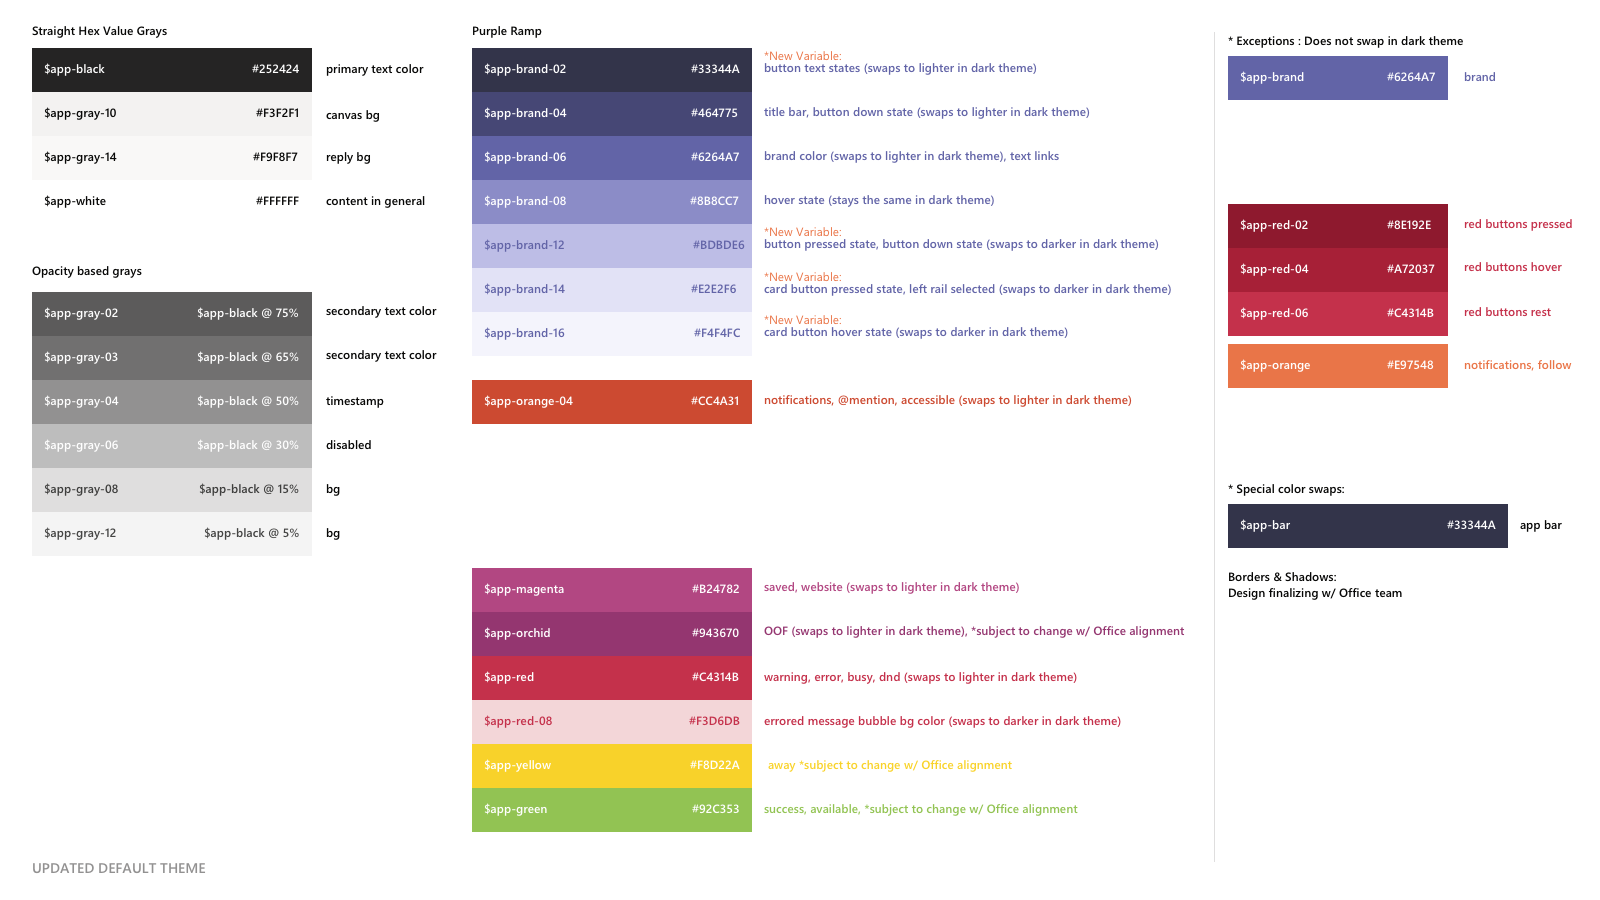 Straight Hex Value Grays
$app-black #252424 primary text color
$app-gray-10 #F3F2F1 canvas bg
$app-gray-14 #F9F8F7 reply bg
$app-white #FFFFFF content in general
Opacity based grays
$app-gray-02 $app-black @ 75% secondary text color
$app-gray-03 $app-black @ 65% secondary text color
$app-gray-04 $app-black @ 50% timestamp
$app-gray-06 $app-black @ 30% disabled
$app-gray-08 $app-black @ 15% bg
$app-gray-12 $app-black @ 5% bg
Purple Ramp
*New Variable:
$app-brand-02 #33344A button text states (swaps to lighter in dark theme)
$app-brand-04 #464775 title bar, button down state (swaps to lighter in dark theme)
$app-brand-06 #6264A7 brand color (swaps to lighter in dark theme), text links
$app-brand-08 #8B8CC7 hover state (stays the same in dark theme)
*New Variable:
$app-brand-12 #BDBDE6 button pressed state, button down state (swaps to darker in dark theme)
*New Variable:
$app-brand-14 #E2E2F6 card button pressed state, left rail selected (swaps to darker in dark theme)
*New Variable:
$app-brand-16 #F4F4FC card button hover state (swaps to darker in dark theme)
$app-orange-04 #CC4A31 notifications, @mention, accessible (swaps to lighter in dark theme)
$app-magenta #B24782 saved, website (swaps to lighter in dark theme)
$app-orchid #943670 OOF (swaps to lighter in dark theme), *subject to change w/ Office alignment
$app-red #C4314B warning, error, busy, dnd (swaps to lighter in dark theme)
$app-red-08 #F3D6DB errored message bubble bg color (swaps to darker in dark theme)
$app-yellow #F8D22A away *subject to change w/ Office alignment
$app-green #92C353 success, available, *subject to change w/ Office alignment
* Exceptions : Does not swap in dark theme
$app-brand #6264A7 brand
$app-red-02 #8E192E red buttons pressed
$app-red-04 #A72037 red buttons hover
$app-red-06 #C4314B red buttons rest
$app-orange #E97548 notifications, follow
* Special color swaps:
$app-bar #33344A app bar
Borders & Shadows:
Design finalizing w/ Office team
UPDATED DEFAULT THEME